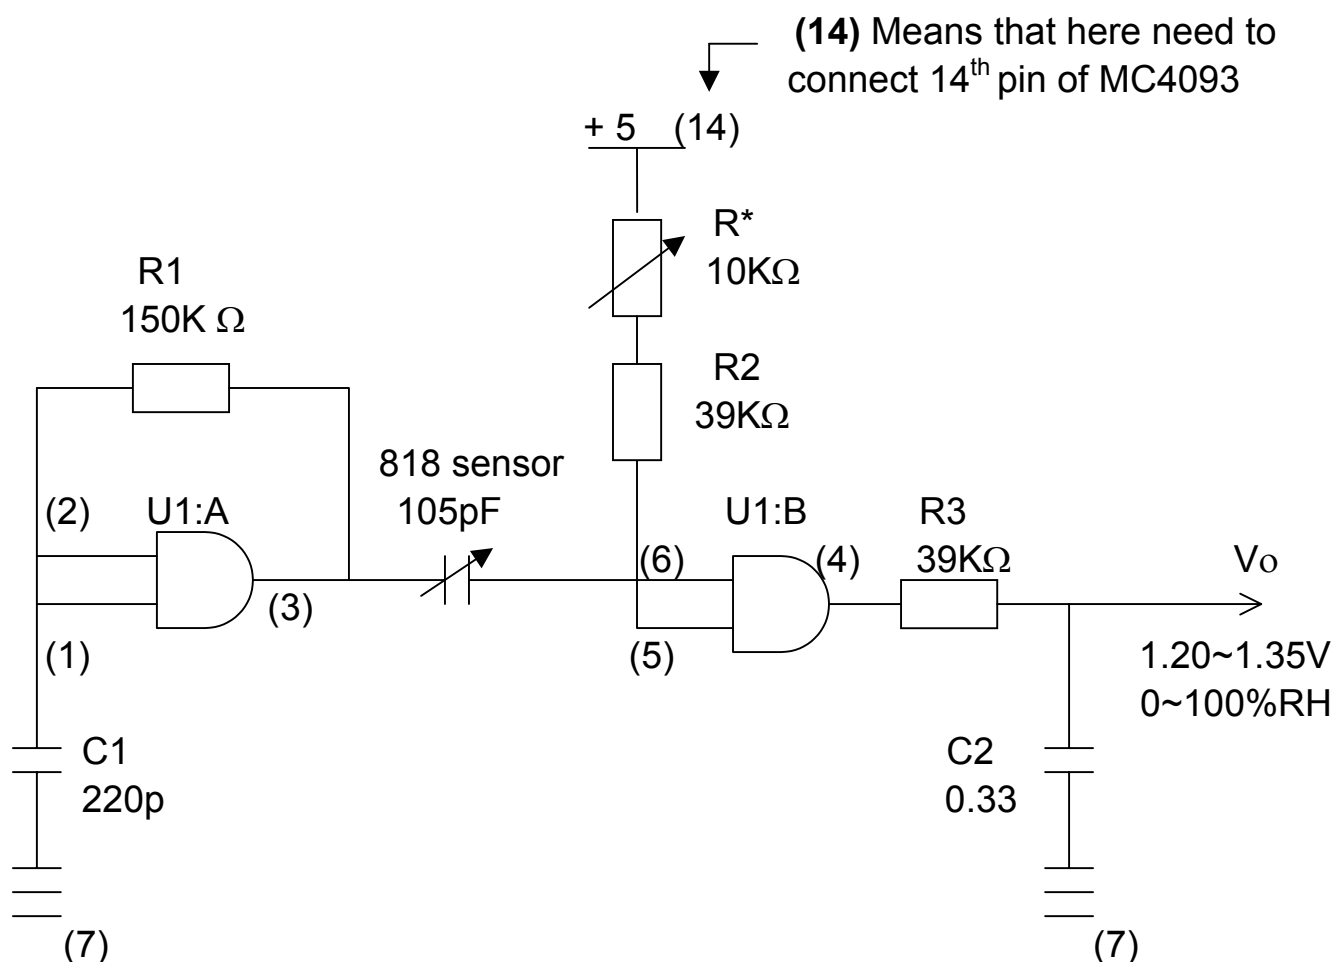 (14) Means that here need to
connect 14th pin of MC4093
+ 5 (14)
R*
10KΩ
R1
150K Ω
R2
39KΩ
818 sensor
105pF
(2)
U1:A
(3)
(1)
(6)
U1:B
(4)
(5)
R3
39KΩ
Vo
1.20~1.35V
0~100%RH
C1
220p
C2
0.33
(7)
(7)